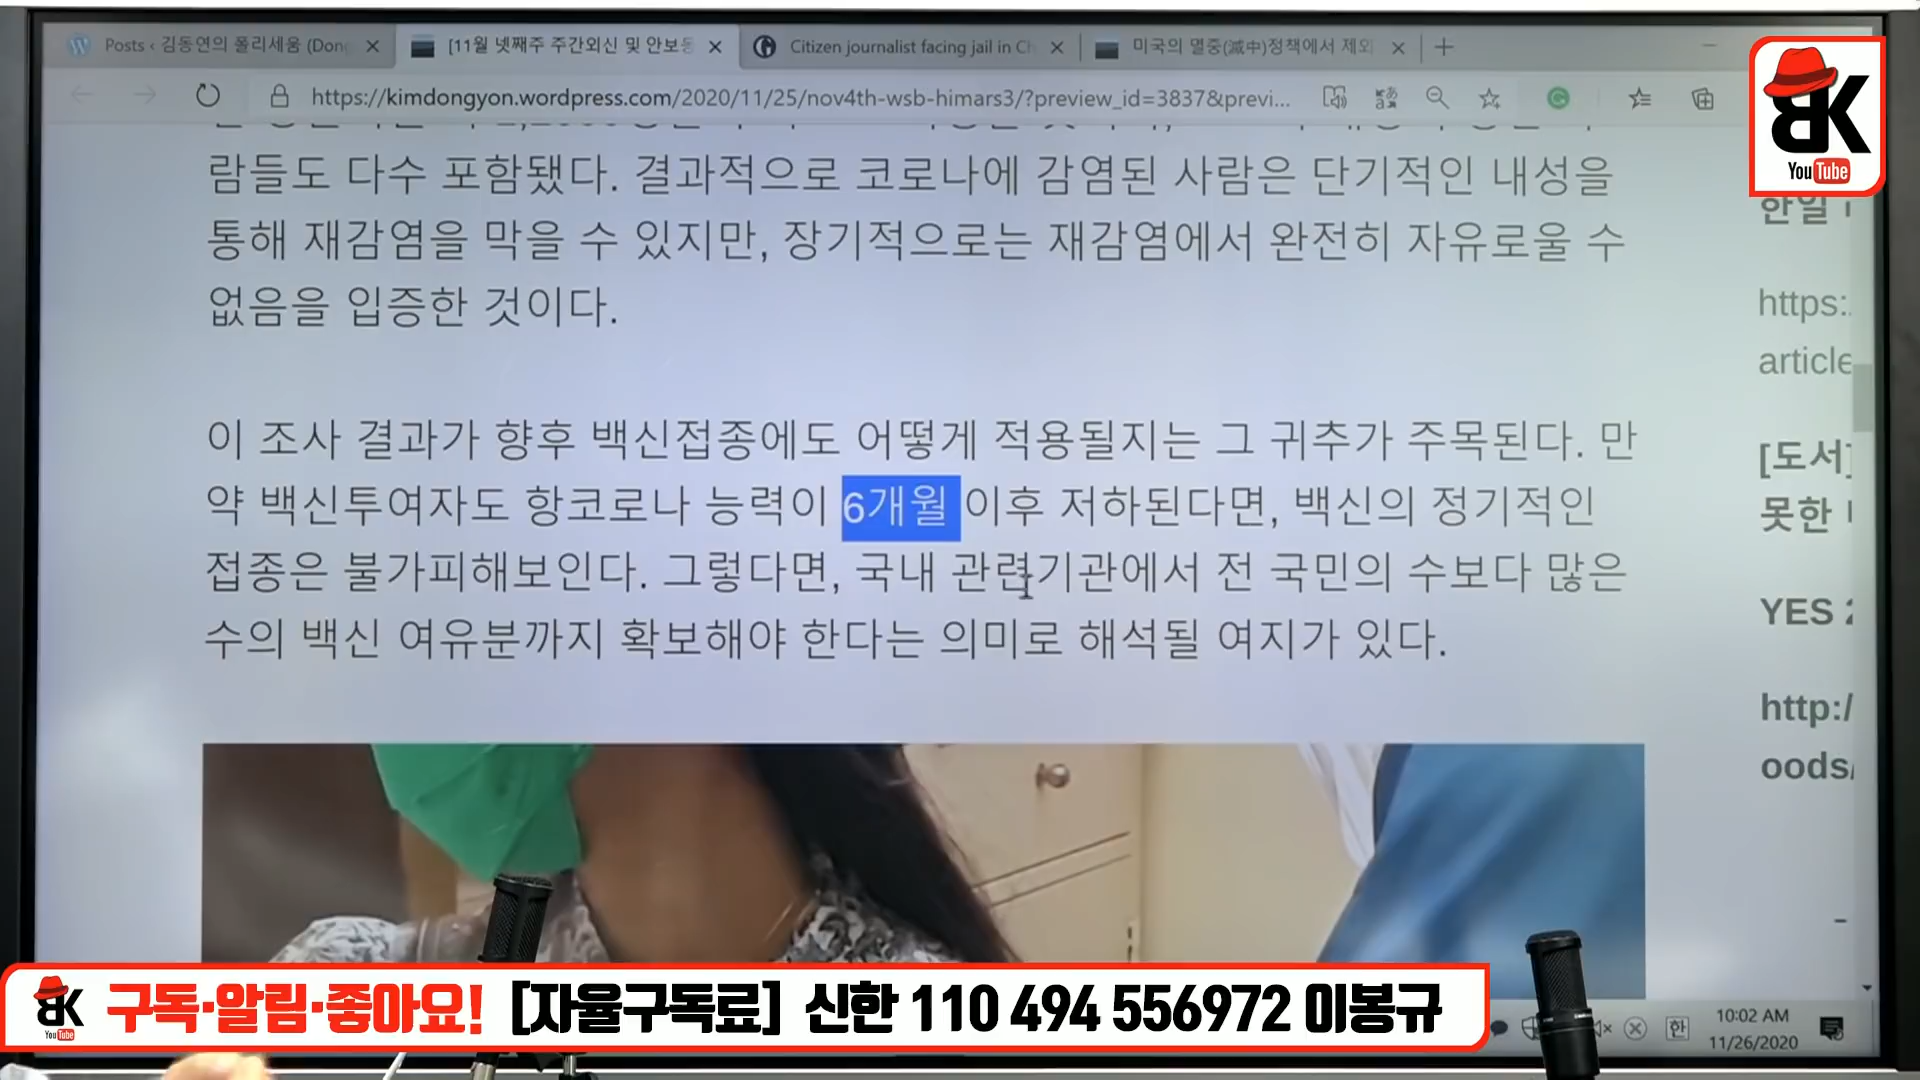 Posts ‹ 김동연의 폴리세움 (Don
[11월 넷째주 주간외신 및 안보
Citizen journalist facing jail in Ch
미국의 멸중(滅中)정책에서 제외
https://kimdongyon.wordpress.com/2020/11/25/nov4th-wsb-himars3/?preview_id=3837&previ...
BK
YouTube
람들도 다수 포함됐다. 결과적으로 코로나에 감염된 사람은 단기적인 내성을
통해 재감염을 막을 수 있지만, 장기적으로는 재감염에서 완전히 자유로울 수
없음을 입증한 것이다.
이 조사 결과가 향후 백신접종에도 어떻게 적용될지는 그 귀추가 주목된다. 만
약 백신투여자도 항코로나 능력이 6개월 이후 저하된다면, 백신의 정기적인
접종은 불가피해보인다. 그렇다면, 국내 관련기관에서 전 국민의 수보다 많은
수의 백신 여유분까지 확보해야 한다는 의미로 해석될 여지가 있다.
한일
https:
article
[도서]
못한
YES
http:/
oods/
BK
YouTube
구독·알림·좋아요! [자율구독료] 신한 110 494 556972 이봉규
한
10:02 AM
11/26/2020